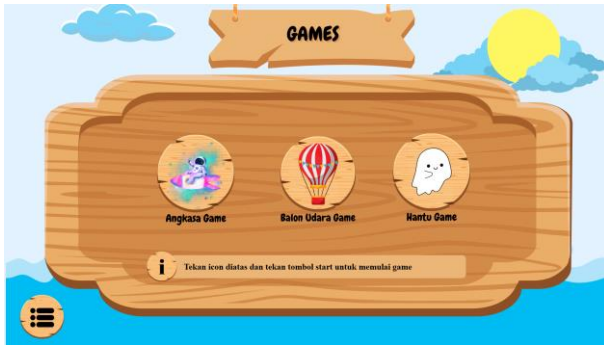 GAMES
Angkasa Game
Balon Udara Game
Hantu Game
i
Tekan icon diatas dan tekan tombol start untuk memulai game